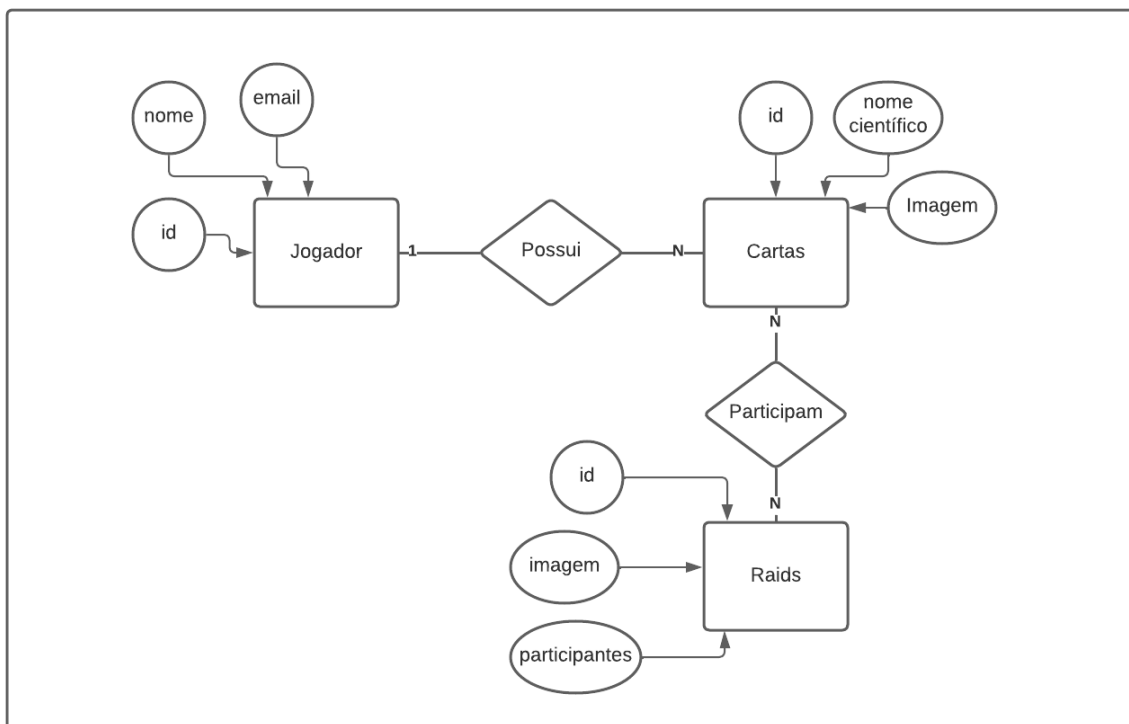 nome
email
id
nome
científico
id
Imagem
Jogador
1
Possui
N
Cartas
N
Participam
id
N
imagem
Raids
participantes